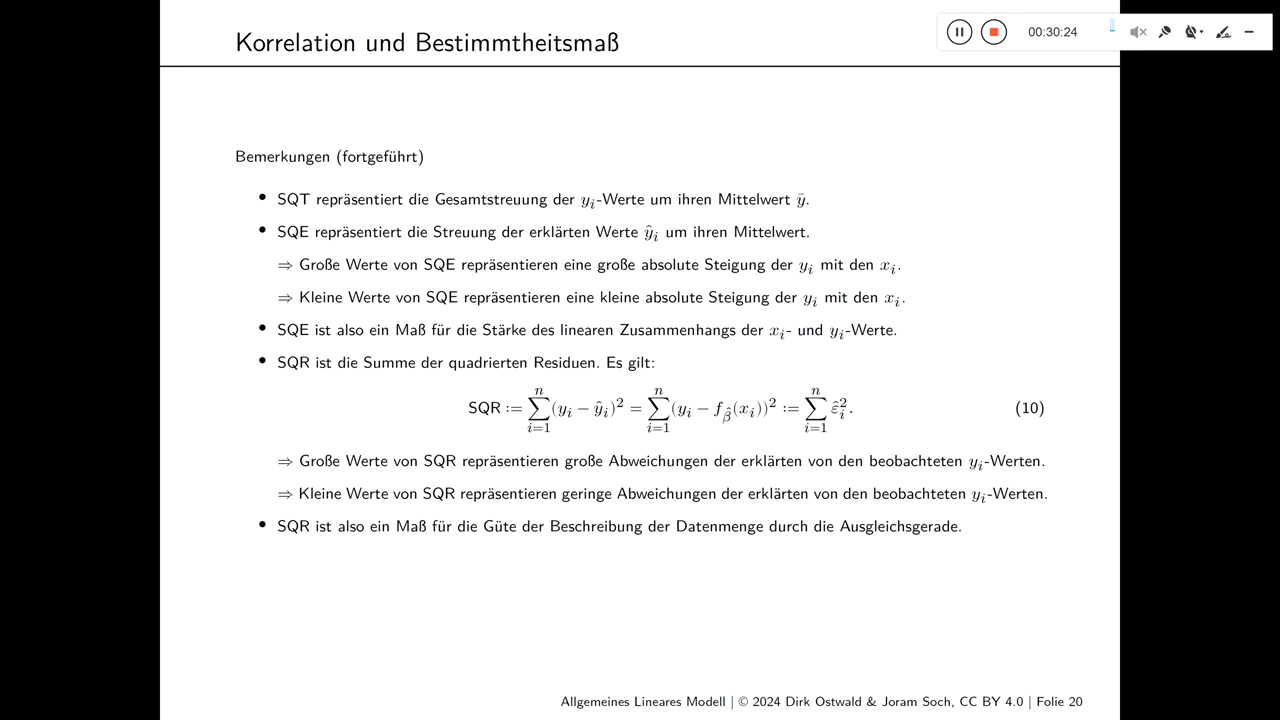 Korrelation und Bestimmtheitsmaß
00:30:24
Bemerkungen (fortgeführt)
• SQT repräsentiert die Gesamtstreuung der y_i-Werte um ihren Mittelwert ȳ.
• SQE repräsentiert die Streuung der erklärten Werte ŷ_i um ihren Mittelwert.
⇒ Große Werte von SQE repräsentieren eine große absolute Steigung der y_i mit den x_i.
⇒ Kleine Werte von SQE repräsentieren eine kleine absolute Steigung der y_i mit den x_i.
• SQE ist also ein Maß für die Stärke des linearen Zusammenhangs der x_i- und y_i-Werte.
• SQR ist die Summe der quadrierten Residuen. Es gilt:
SQR := ∑_{i=1}^{n} (y_i − ŷ_i)^2 = ∑_{i=1}^{n} (y_i − f_{β̂}(x_i))^2 := ∑_{i=1}^{n} ε̂_i^2. (10)
⇒ Große Werte von SQR repräsentieren große Abweichungen der erklärten von den beobachteten y_i-Werten.
⇒ Kleine Werte von SQR repräsentieren geringe Abweichungen der erklärten von den beobachteten y_i-Werten.
• SQR ist also ein Maß für die Güte der Beschreibung der Datenmenge durch die Ausgleichsgerade.
Allgemeines Lineares Modell | © 2024 Dirk Ostwald & Joram Soch, CC BY 4.0 | Folie 20